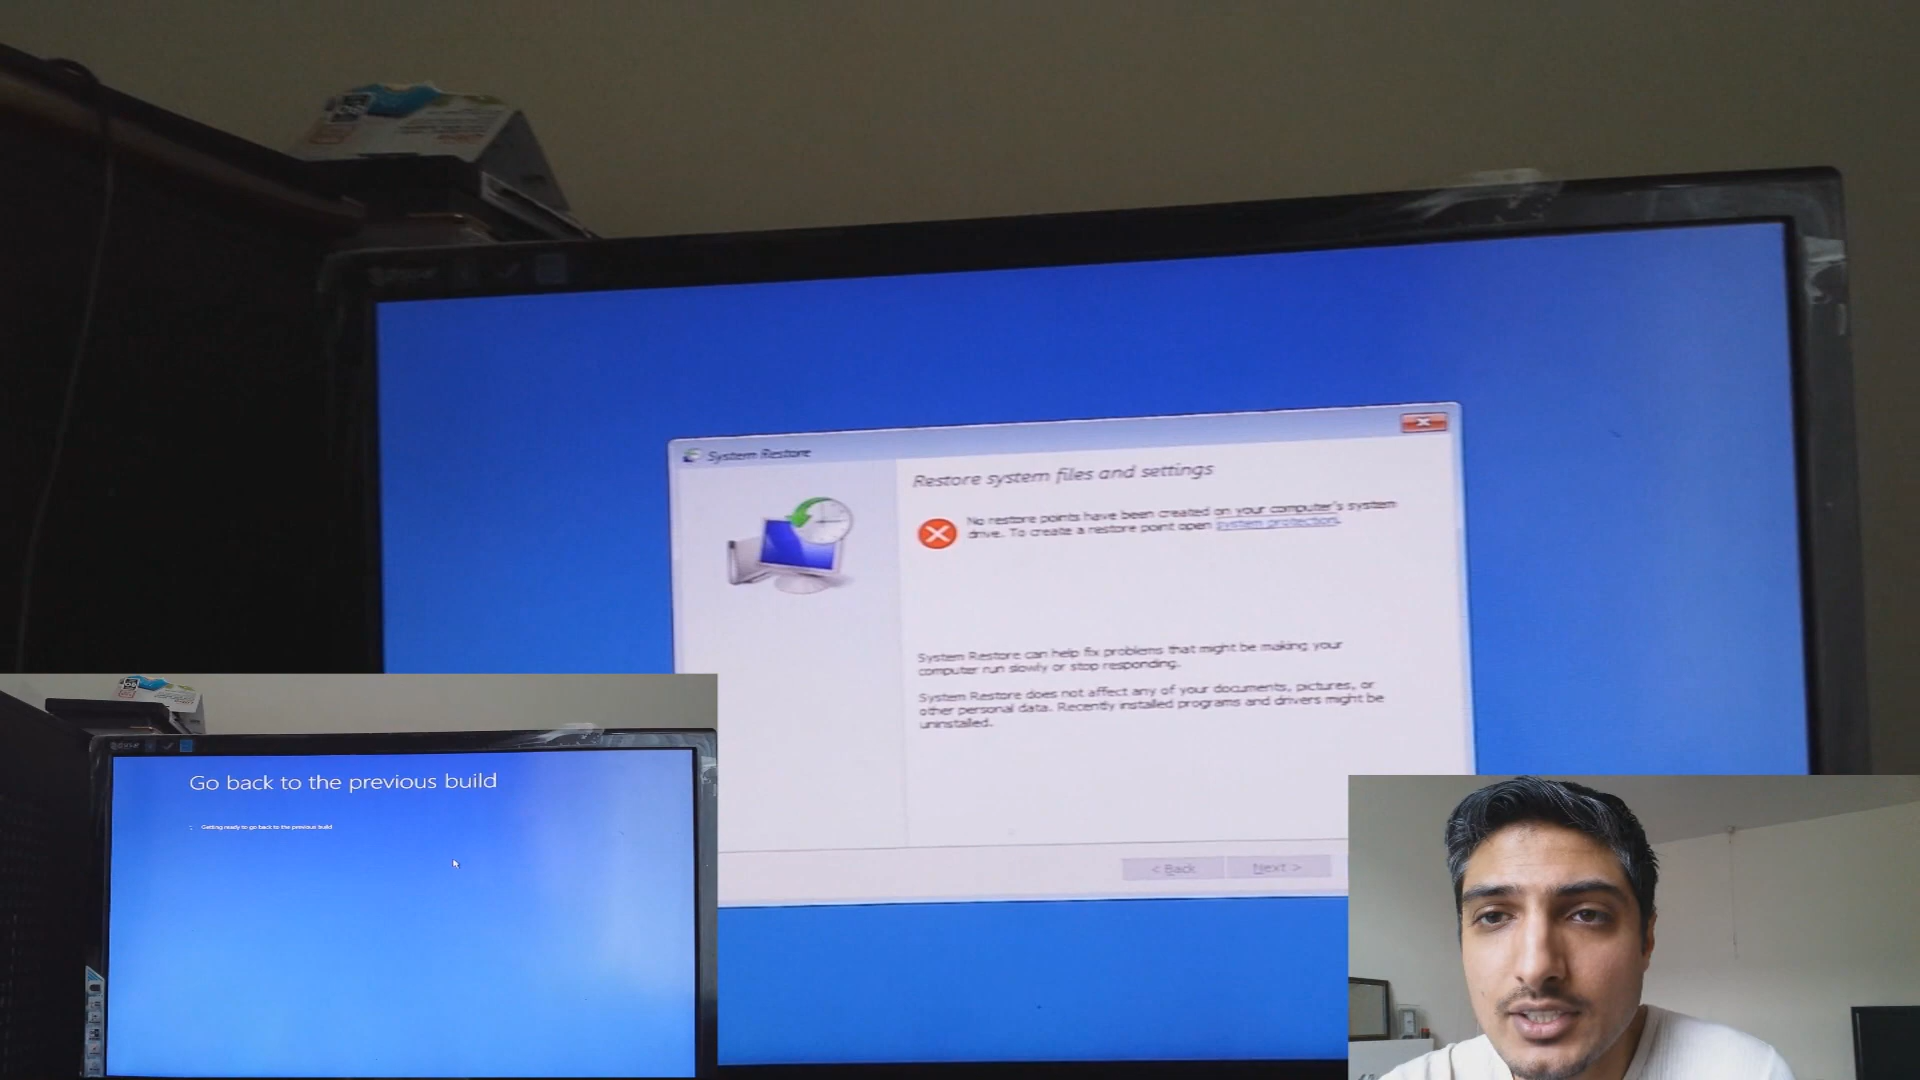 System Restore
Restore system files and settings
No restore points have been created on your computer's system
drive. To create a restore point open system protection.
System Restore can help fix problems that might be making your
computer run slowly or stop responding.
System Restore does not affect any of your documents, pictures, or
other personal data. Recently installed programs and drivers might be
uninstalled.
< Back
Next >
Go back to the previous build
Getting ready to go back to the previous build